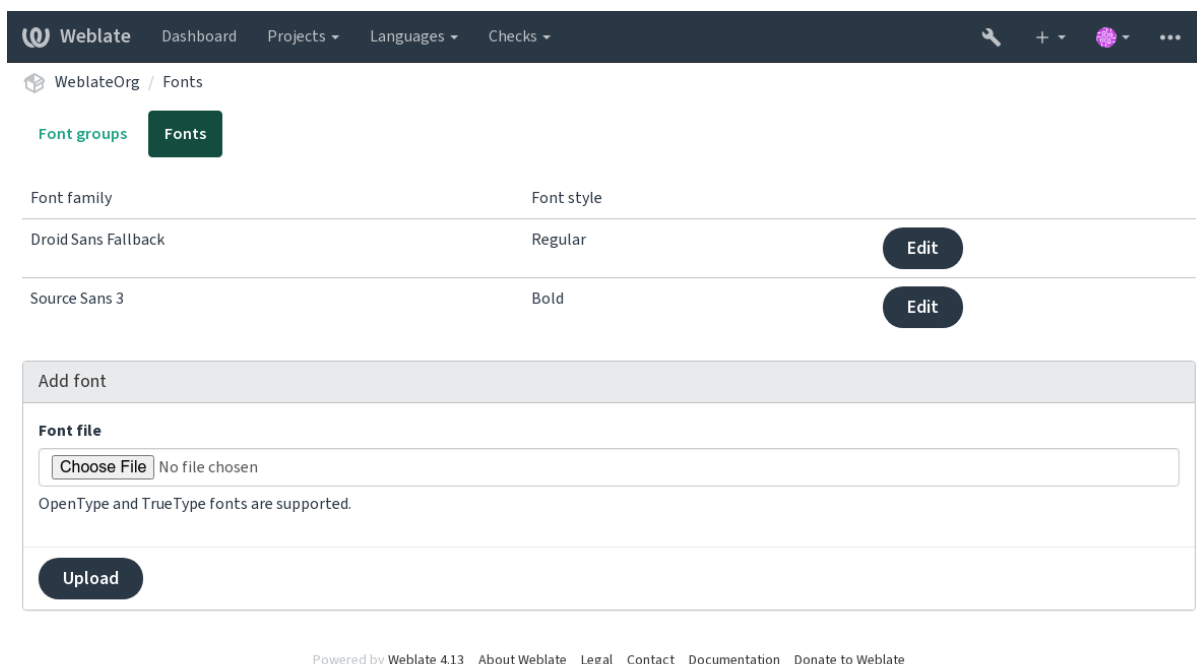 Weblate Dashboard Projects Languages Checks
WeblateOrg / Fonts
Font groups Fonts
Font family Font style
Droid Sans Fallback Regular Edit
Source Sans 3 Bold Edit
Add font
Font file
Choose File No file chosen
OpenType and TrueType fonts are supported.
Upload
Powered by Weblate 4.13 About Weblate Legal Contact Documentation Donate to Weblate